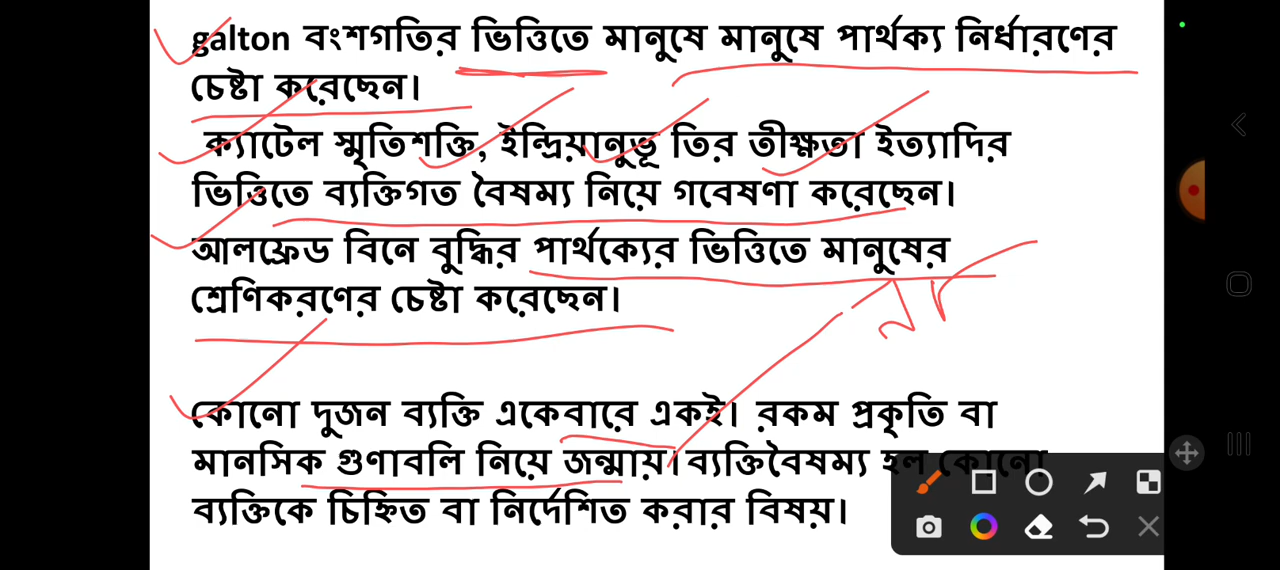 galton বংশগতির ভিত্তিতে মানুষে মানুষে পার্থক্য নির্ধারণের
চেষ্টা করেছেন।
ক্যাটেল স্মৃতিশক্তি, ইন্দ্রিয়ানুভূ তির তীক্ষতা ইত্যাদির
ভিত্তিতে ব্যক্তিগত বৈষম্য নিয়ে গবেষণা করেছেন।
আলফ্রেড বিনে বুদ্ধির পার্থক্যের ভিত্তিতে মানুষের
শ্রেণিকরণের চেষ্টা করেছেন।
কোনো দুজন ব্যক্তি একেবারে একই। রকম প্রকৃতি বা
মানসিক গুণাবলি নিয়ে জন্মায়। ব্যক্তিবৈষম্য হল কোনো
ব্যক্তিকে চিহ্নিত বা নির্দেশিত করার বিষয়।